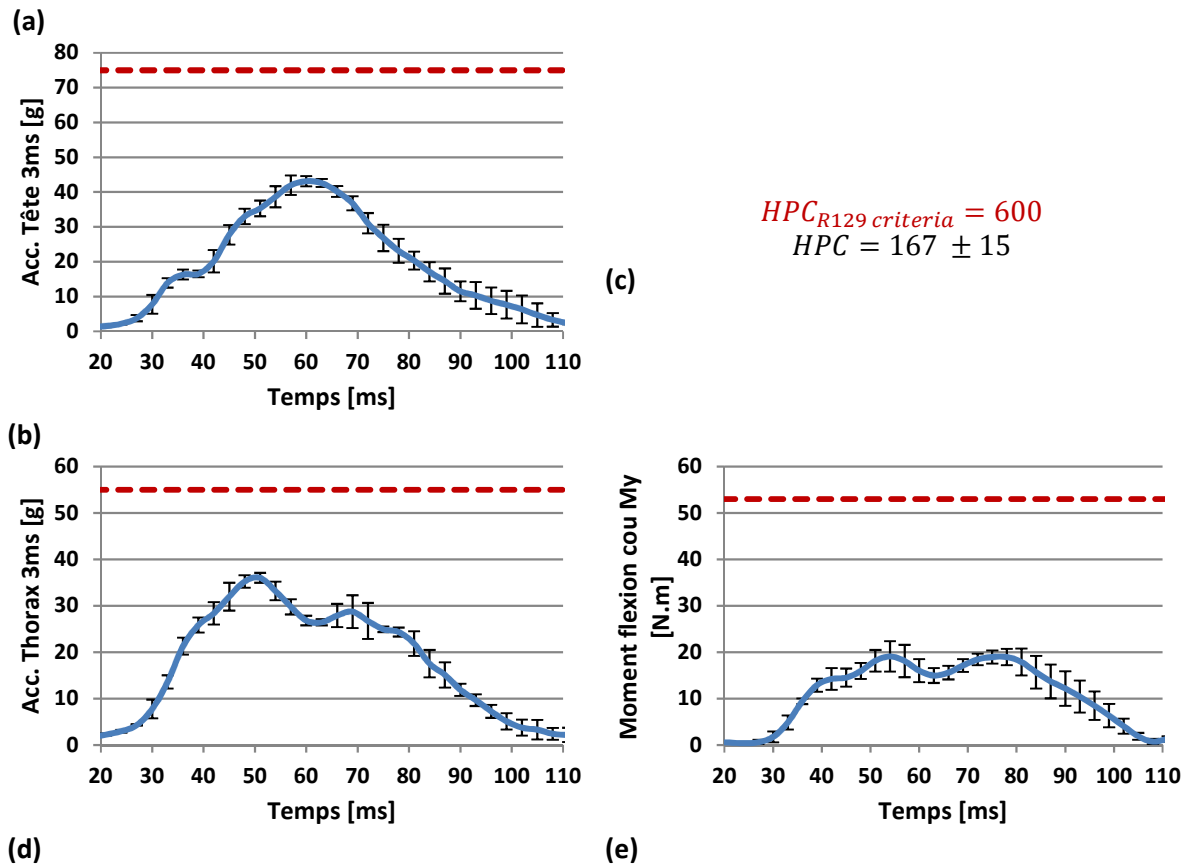 (a)
80
70
60
50
40
30
20
10
0
Acc. Tête 3ms [g]
20 30 40 50 60 70 80 90 100 110
Temps [ms]
HPC_R129 criteria = 600
HPC = 167 ± 15
(c)
(b)
60
50
40
30
20
10
0
Acc. Thorax 3ms [g]
20 30 40 50 60 70 80 90 100 110
Temps [ms]
60
50
40
30
20
10
0
Moment flexion cou My
[N.m]
20 30 40 50 60 70 80 90 100 110
Temps [ms]
(d)
(e)